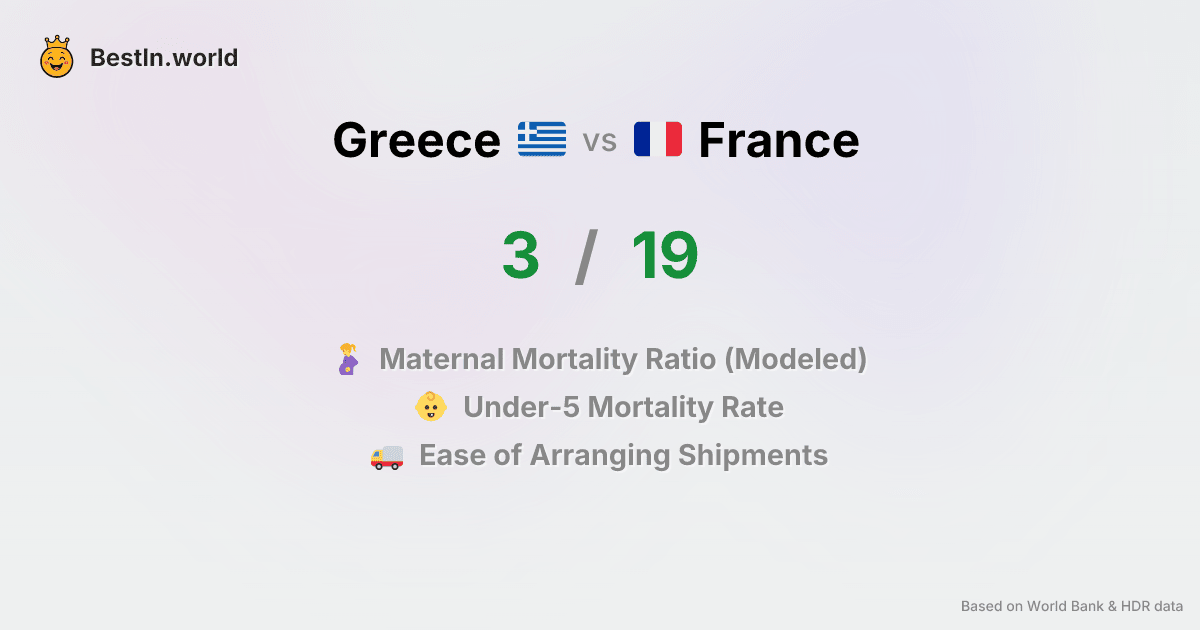 BestIn.world
Greece vs France
3 / 19
Maternal Mortality Ratio (Modeled)
Under-5 Mortality Rate
Ease of Arranging Shipments
Based on World Bank & HDR data